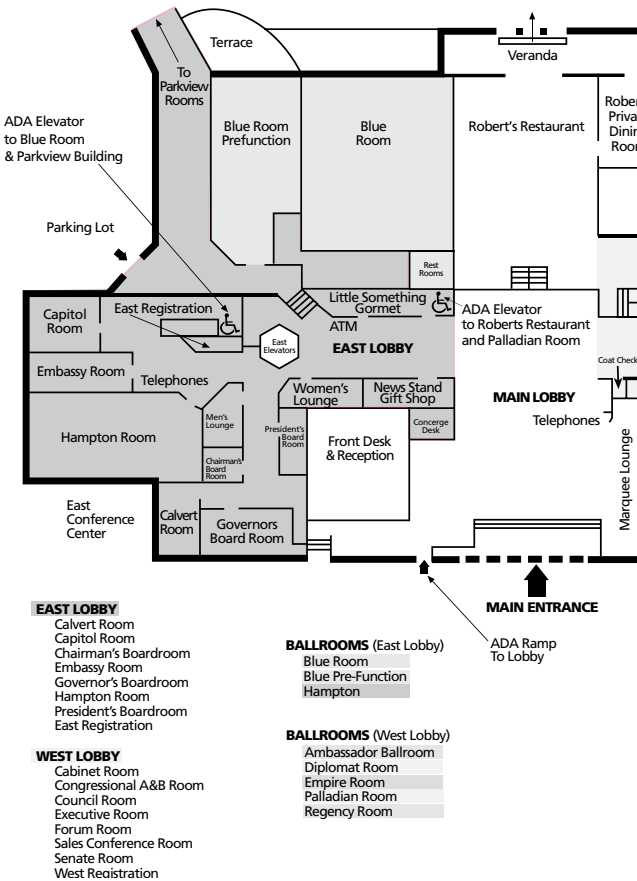 Terrace
Veranda
To
Parkview
Rooms
ADA Elevator
to Blue Room
& Parkview Building
Blue Room
Prefunction
Blue
Room
Robert's Restaurant
Rober
Priva
Dinin
Room
Parking Lot
Rest
Rooms
Capitol
Room
East Registration
Little Something
Gormet
ATM
ADA Elevator
to Roberts Restaurant
and Palladian Room
East
Elevators
EAST LOBBY
Coat Check
Embassy Room
Telephones
Women's
Lounge
News Stand
Gift Shop
MAIN LOBBY
Telephones
Men's
Lounge
President's
Board
Room
Concerge
Desk
Hampton Room
Front Desk
& Reception
Chairman's
Board
Room
Marquee Lounge
East
Conference
Center
Calvert
Room
Governors
Board Room
MAIN ENTRANCE
ADA Ramp
To Lobby
EAST LOBBY
Calvert Room
Capitol Room
Chairman's Boardroom
Embassy Room
Governor's Boardroom
Hampton Room
President's Boardroom
East Registration
WEST LOBBY
Cabinet Room
Congressional A&B Room
Council Room
Executive Room
Forum Room
Sales Conference Room
Senate Room
West Registration
BALLROOMS (East Lobby)
Blue Room
Blue Pre-Function
Hampton
BALLROOMS (West Lobby)
Ambassador Ballroom
Diplomat Room
Empire Room
Palladian Room
Regency Room